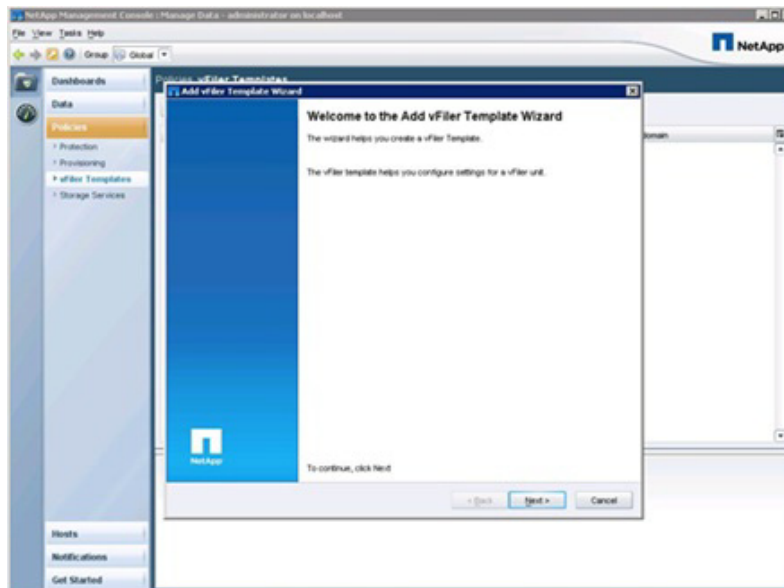 NetApp Management Console : Manage Data - administrator on localhost
File View Tasks Help
Group Global
NetApp
Dashboards
Data
Policies
Protection
Provisioning
vFiler Templates
Storage Services
Hosts
Notifications
Get Started
Policies vFiler Templates
Add vFiler Template Wizard
Welcome to the Add vFiler Template Wizard
The wizard helps you create a vFiler Template.
The vFiler template helps you configure settings for a vFiler unit.
NetApp
To continue, click Next
< Back Next > Cancel
domain